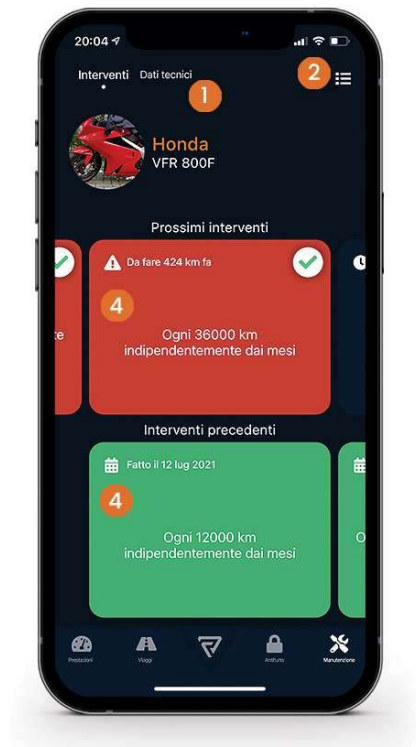 20:04
Interventi Dati tecnici
1
2
Honda
VFR 800F
Prossimi interventi
Da fare 424 km fa
4
Ogni 36000 km
indipendentemente dai mesi
Interventi precedenti
Fatto il 12 lug 2021
4
Ogni 12000 km
indipendentemente dai mesi
Prestazioni Viaggi Antifurto Manutenzione